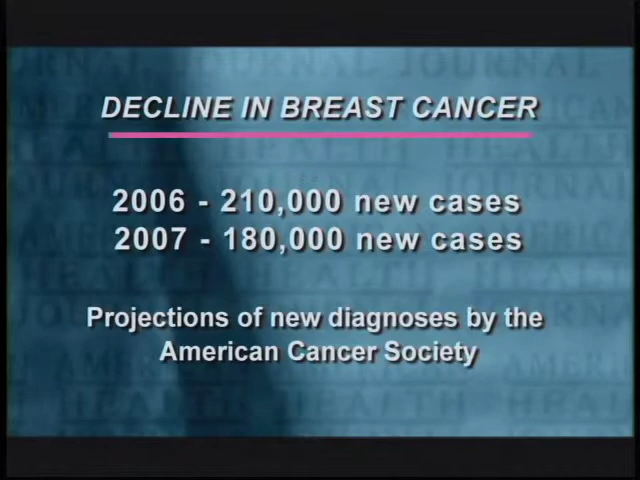 DECLINE IN BREAST CANCER
2006 - 210,000 new cases
2007 - 180,000 new cases
Projections of new diagnoses by the
American Cancer Society